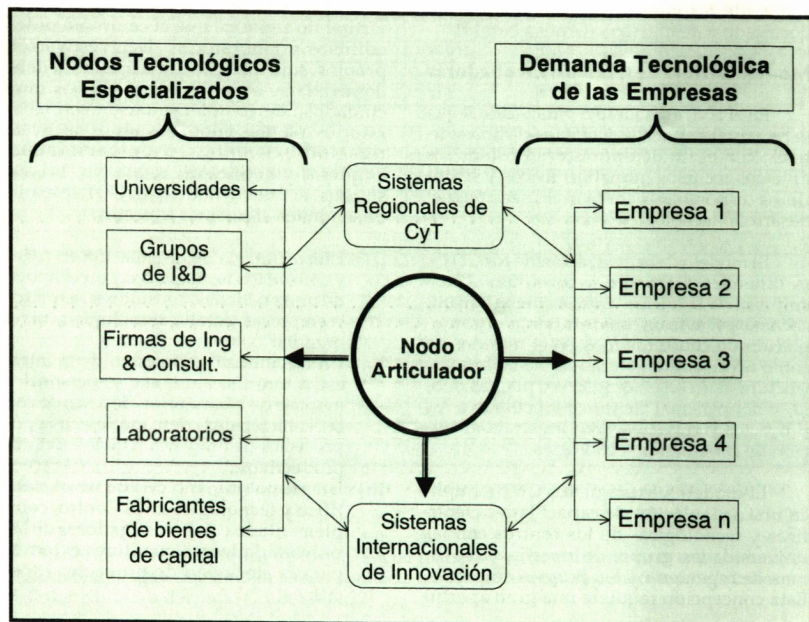 Nodos Tecnológicos
Especializados
Demanda Tecnológica
de las Empresas
Universidades
Grupos
de I&D
Firmas de Ing
& Consult.
Laboratorios
Fabricantes
de bienes
de capital
Sistemas
Regionales de
CyT
Nodo
Articulador
Sistemas
Internacionales
de Innovación
Empresa 1
Empresa 2
Empresa 3
Empresa 4
Empresa n